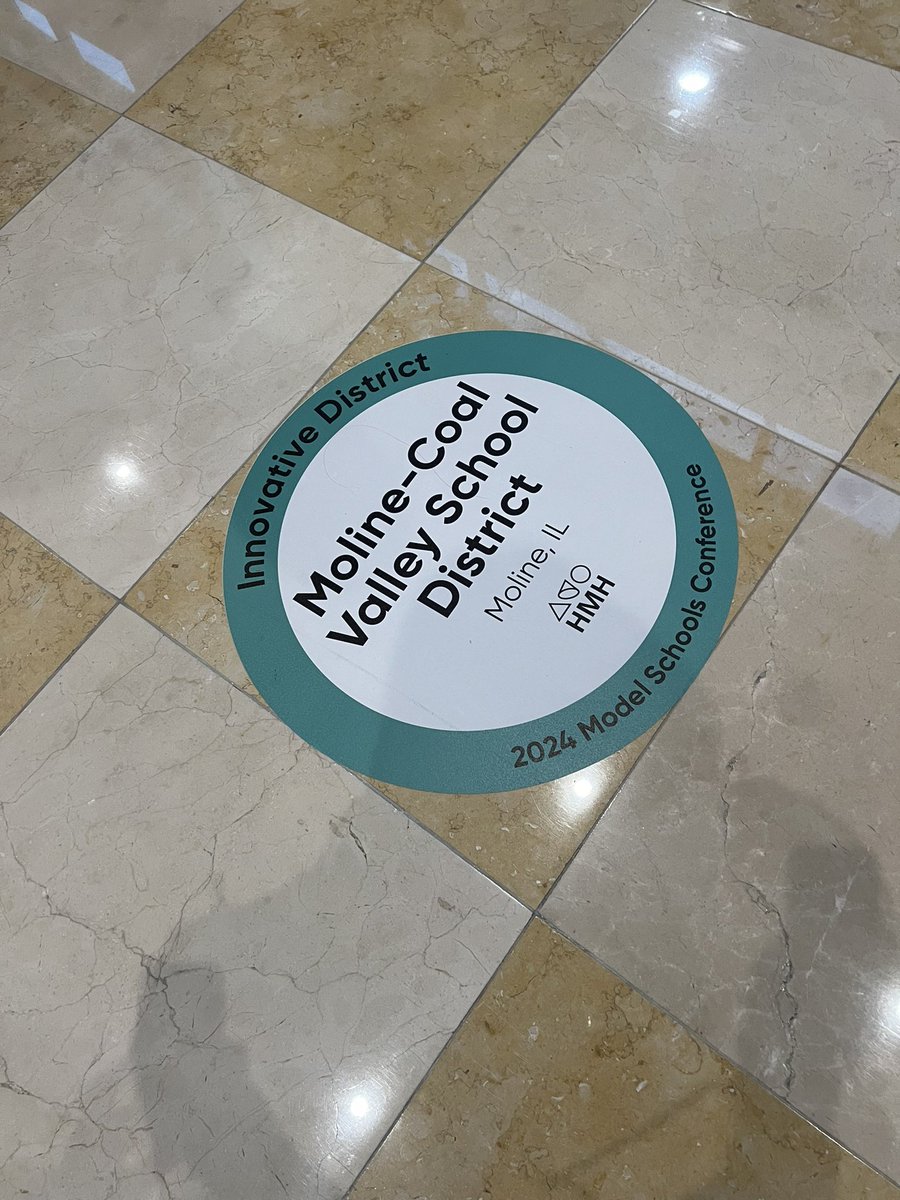 Innovative District
Moline-Coal
Valley School
District
Moline, IL
HMH
2024 Model Schools Conference